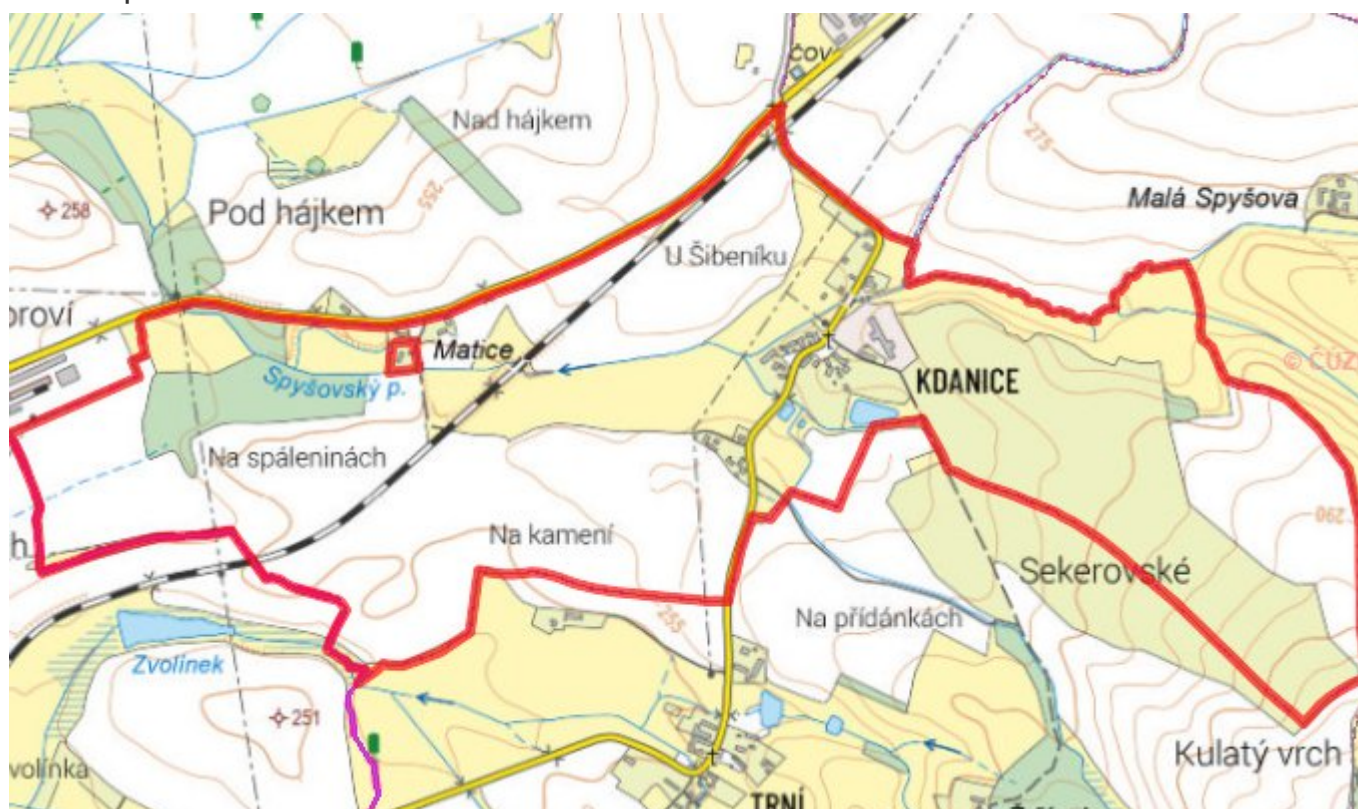 čov
Nad hájkem
275
Malá Spyšova
255
258
Pod hájkem
U Šibeníku
oroví
Matice
© ČÚZ
Spyšovský p.
KDANICE
Na spáleninách
290
Na kamení
h
Sekerovské
255
Na přídánkách
Zvolínek
251
Kulatý vrch
volínka
TRNÍ